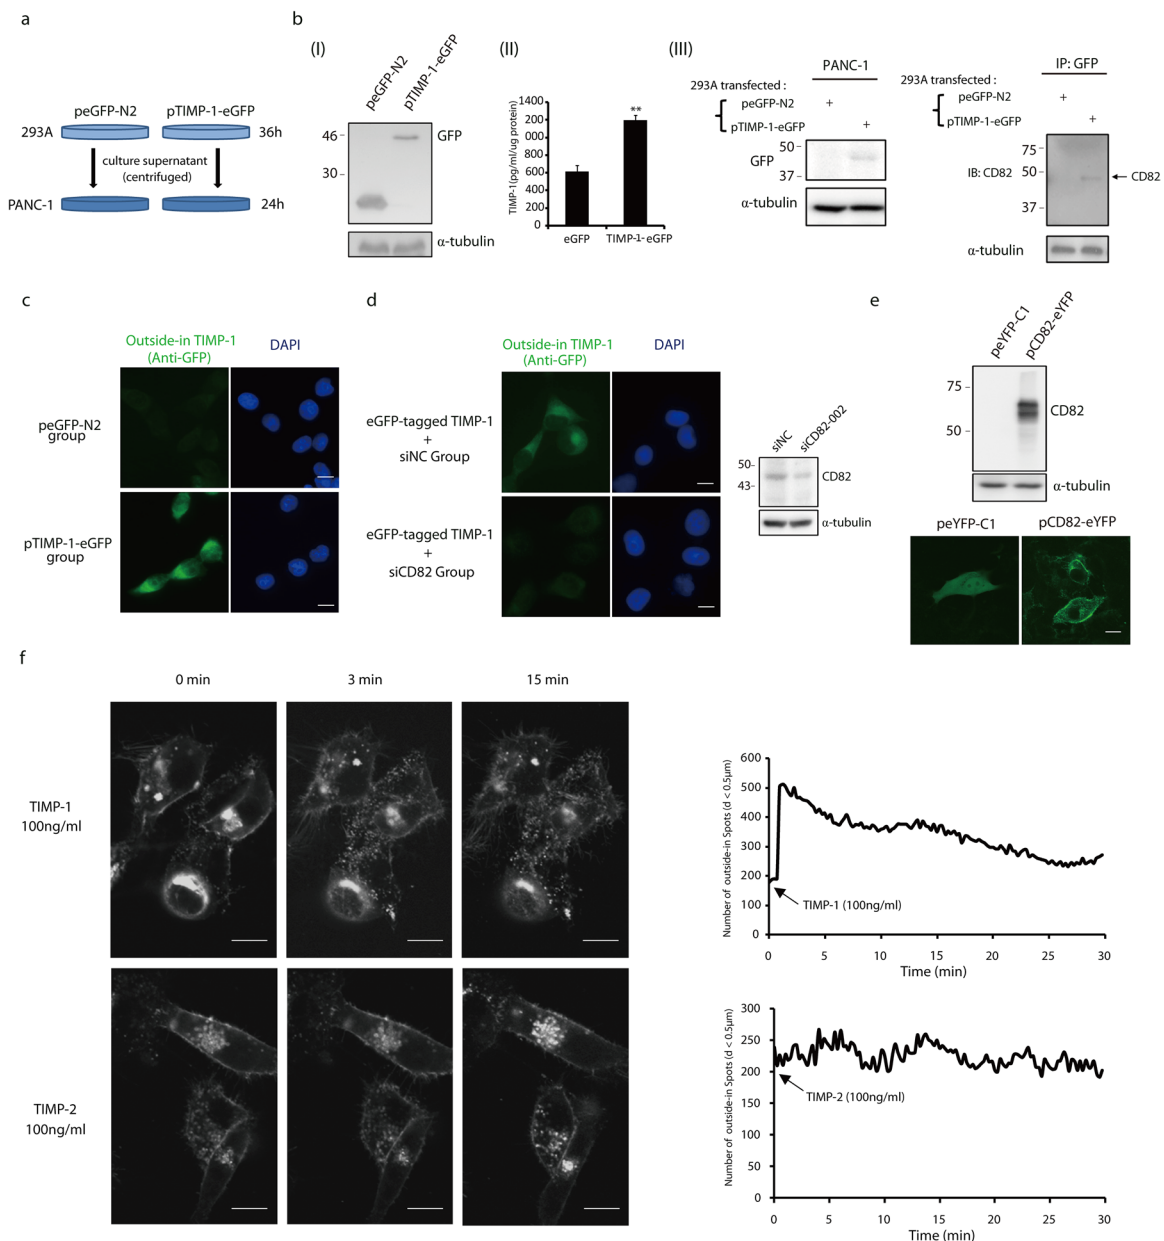 a
peGFP-N2
pTIMP-1-eGFP
293A
36h
culture supernatant
(centrifuged)
PANC-1
24h
b
(I)
peGFP-N2
pTIMP-1-eGFP
46
GFP
30
α-tubulin
(II)
TIMP-1(pg/ml/ug protein)
1400
1200
0 00
800
600
400
200
0
**
eGFP
TIMP-1-eGFP
(III)
PANC-1
293A transfected :
peGFP-N2
+
pTIMP-1-eGFP
+
50
GFP
37
α-tubulin
IP: GFP
293A transfected :
peGFP-N2
+
pTIMP-1-eGFP
+
75
50
IB: CD82
CD82
37
α-tubulin
c
Outside-in TIMP-1
(Anti-GFP)
DAPI
peGFP-N2
group
pTIMP-1-eGFP
group
d
Outside-in TIMP-1
(Anti-GFP)
DAPI
eGFP-tagged TIMP-1
+
siNC Group
eGFP-tagged TIMP-1
+
siCD82 Group
siNC
siCD82-002
50
43
CD82
α-tubulin
e
peYFP-C1
pCD82-eYFP
75
CD82
50
α-tubulin
peYFP-C1
pCD82-eYFP
f
0 min
3 min
15 min
TIMP-1
100ng/ml
TIMP-2
100ng/ml
Number of outside-in Spots (d < 0.5μm)
600
500
400
300
200
100
0
TIMP-1 (100ng/ml)
0 5 10 15 20 25 30
Time (min)
Number of outside-in Spots (d < 0.5μm)
300
250
200
150
100
50
0
TIMP-2 (100ng/ml)
0 5 10 15 20 25 30
Time (min)